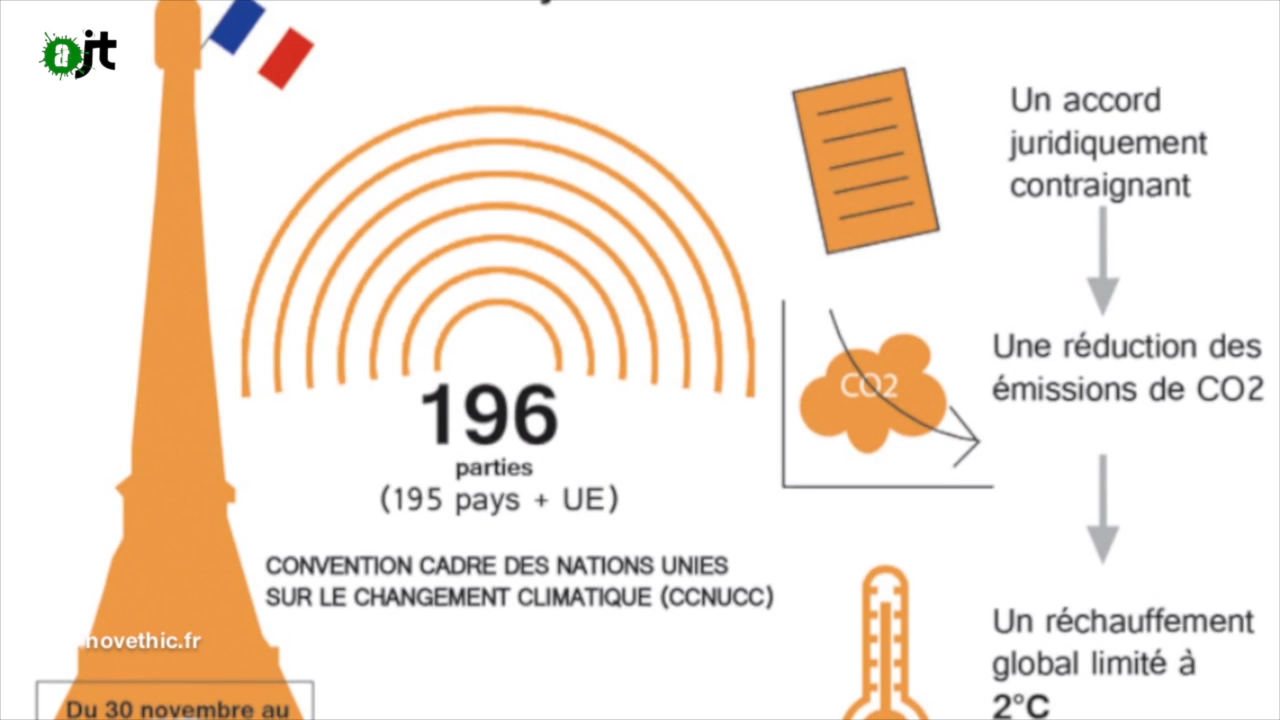 ajt
196
parties
(195 pays + UE)
CONVENTION CADRE DES NATIONS UNIES
SUR LE CHANGEMENT CLIMATIQUE (CCNUCC)
novethic.fr
Du 30 novembre au
Un accord
juridiquement
contraignant
CO2
Une réduction des
émissions de CO2
Un réchauffement
global limité à
2°C